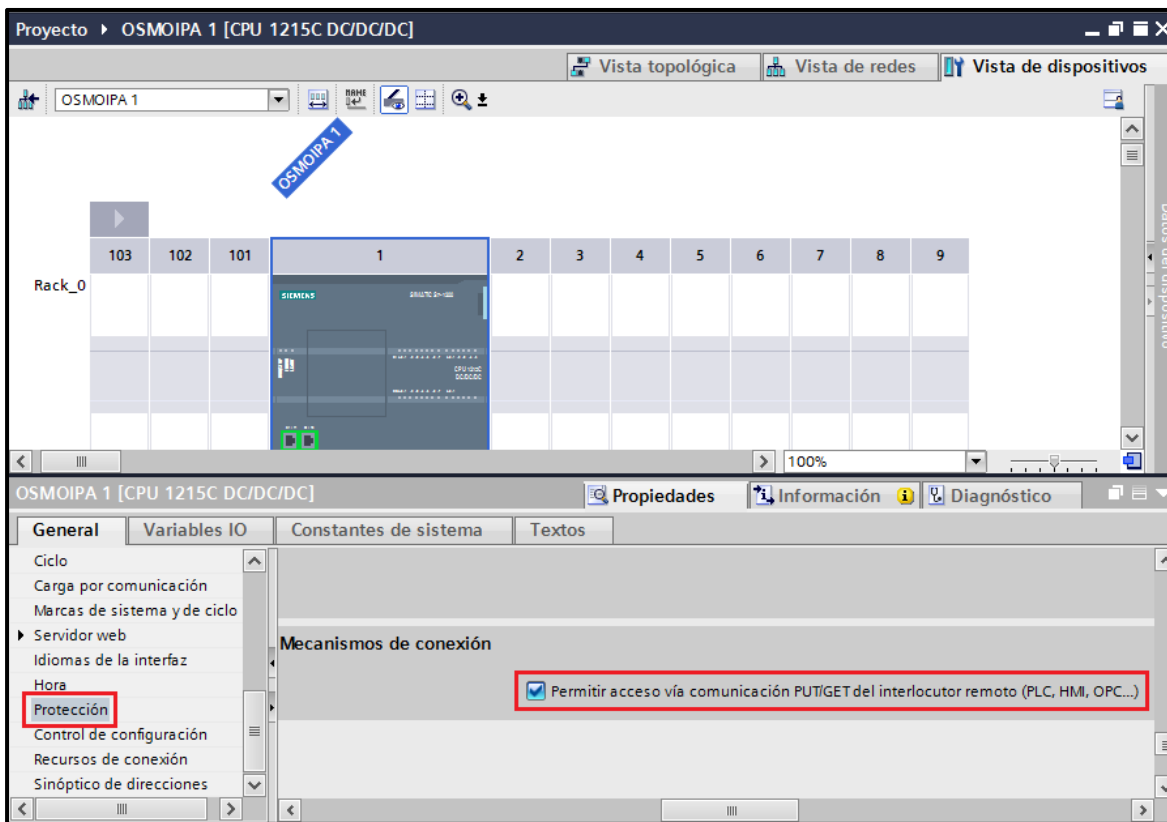 Proyecto ▸ OSMOIPA 1 [CPU 1215C DC/DC/DC]
Vista topológica Vista de redes Vista de dispositivos
OSMOIPA 1
OSMOIPA 1
103 102 101 1 2 3 4 5 6 7 8 9
Rack_0
SIEMENS
100%
OSMOIPA 1 [CPU 1215C DC/DC/DC]
Propiedades Información Diagnóstico
General Variables IO Constantes de sistema Textos
Ciclo
Carga por comunicación
Marcas de sistema y de ciclo
Servidor web
Idiomas de la interfaz
Hora
Protección
Control de configuración
Recursos de conexión
Sinóptico de direcciones
Mecanismos de conexión
Permitir acceso vía comunicación PUT/GET del interlocutor remoto (PLC, HMI, OPC...)